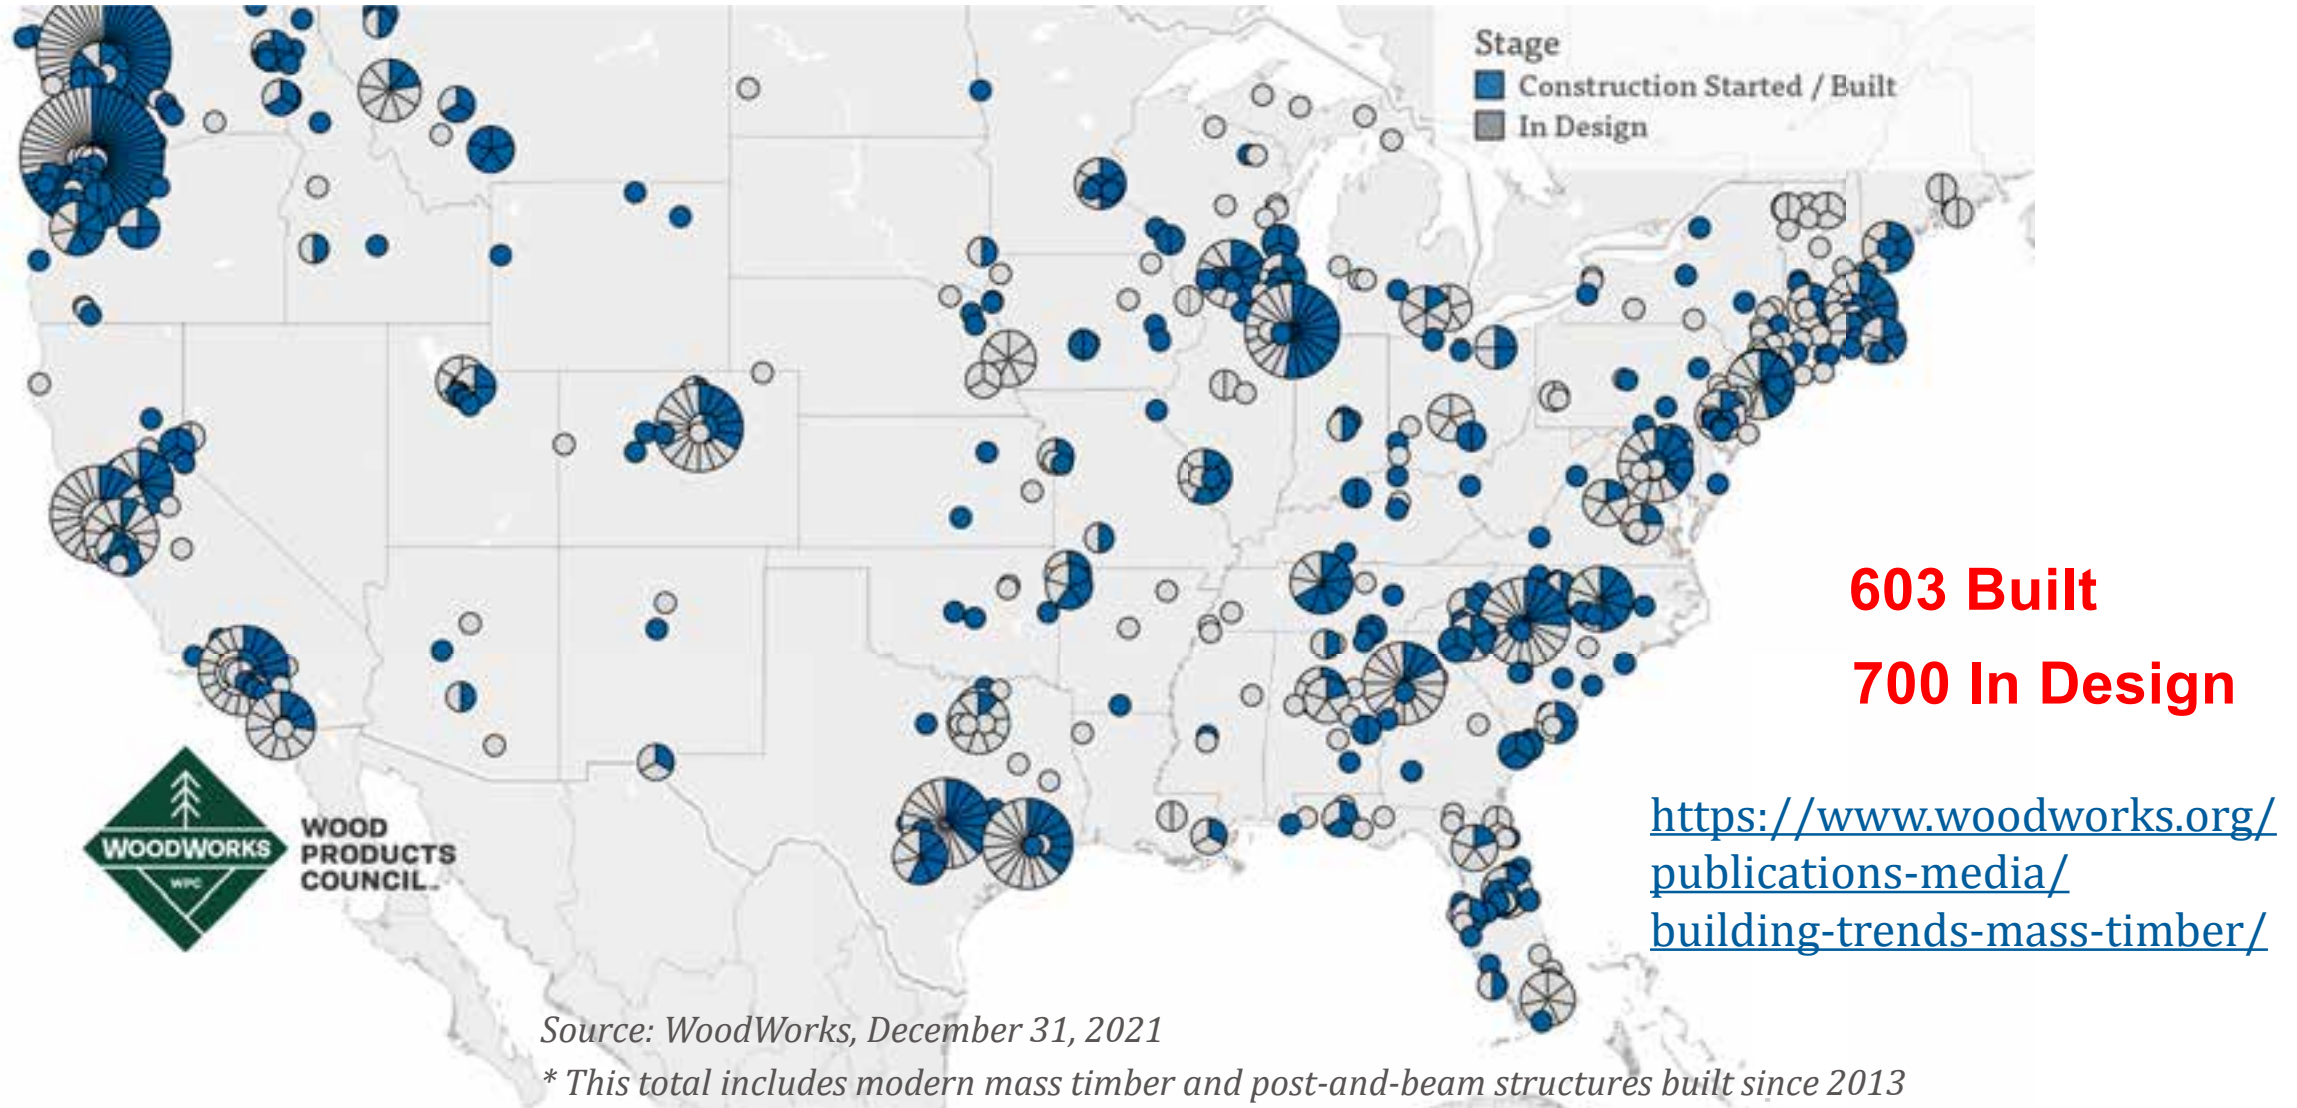 Stage
Construction Started / Built
In Design
603 Built
700 In Design
https://www.woodworks.org/
publications-media/
building-trends-mass-timber/
WOODWORKS
WPC
WOOD
PRODUCTS
COUNCIL
Source: WoodWorks, December 31, 2021
* This total includes modern mass timber and post-and-beam structures built since 2013